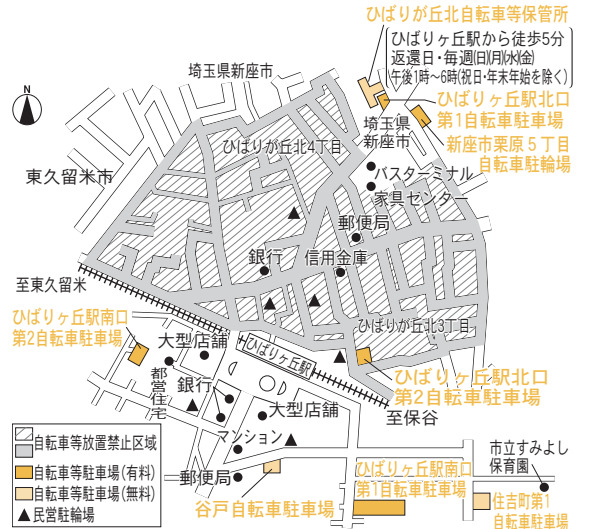 ひばりが丘北自転車等保管所
ひばりヶ丘駅から徒歩5分
返還日・毎週(日)(月)(水)(金)
午後1時〜6時(祝日・年末年始を除く)
埼玉県新座市
N
ひばりヶ丘駅北口
第1自転車駐車場
埼玉県
新座市
新座市栗原5丁目
自転車駐輪場
ひばりが丘北4丁目
東久留米市
バスターミナル
家具センター
郵便局
銀行
信用金庫
至東久留米
ひばりヶ丘駅南口
第2自転車駐車場
ひばりが丘北3丁目
大型店舗
ひばりヶ丘駅
都営住宅
銀行
ひばりヶ丘駅北口
第2自転車駐車場
大型店舗
至保谷
マンション
自転車等放置禁止区域
自転車等駐車場(有料)
自転車等駐車場(無料)
民営駐輪場
郵便局
谷戸自転車駐車場
ひばりヶ丘駅南口
第1自転車駐車場
市立すみよし
保育園
住吉町第1
自転車駐車場